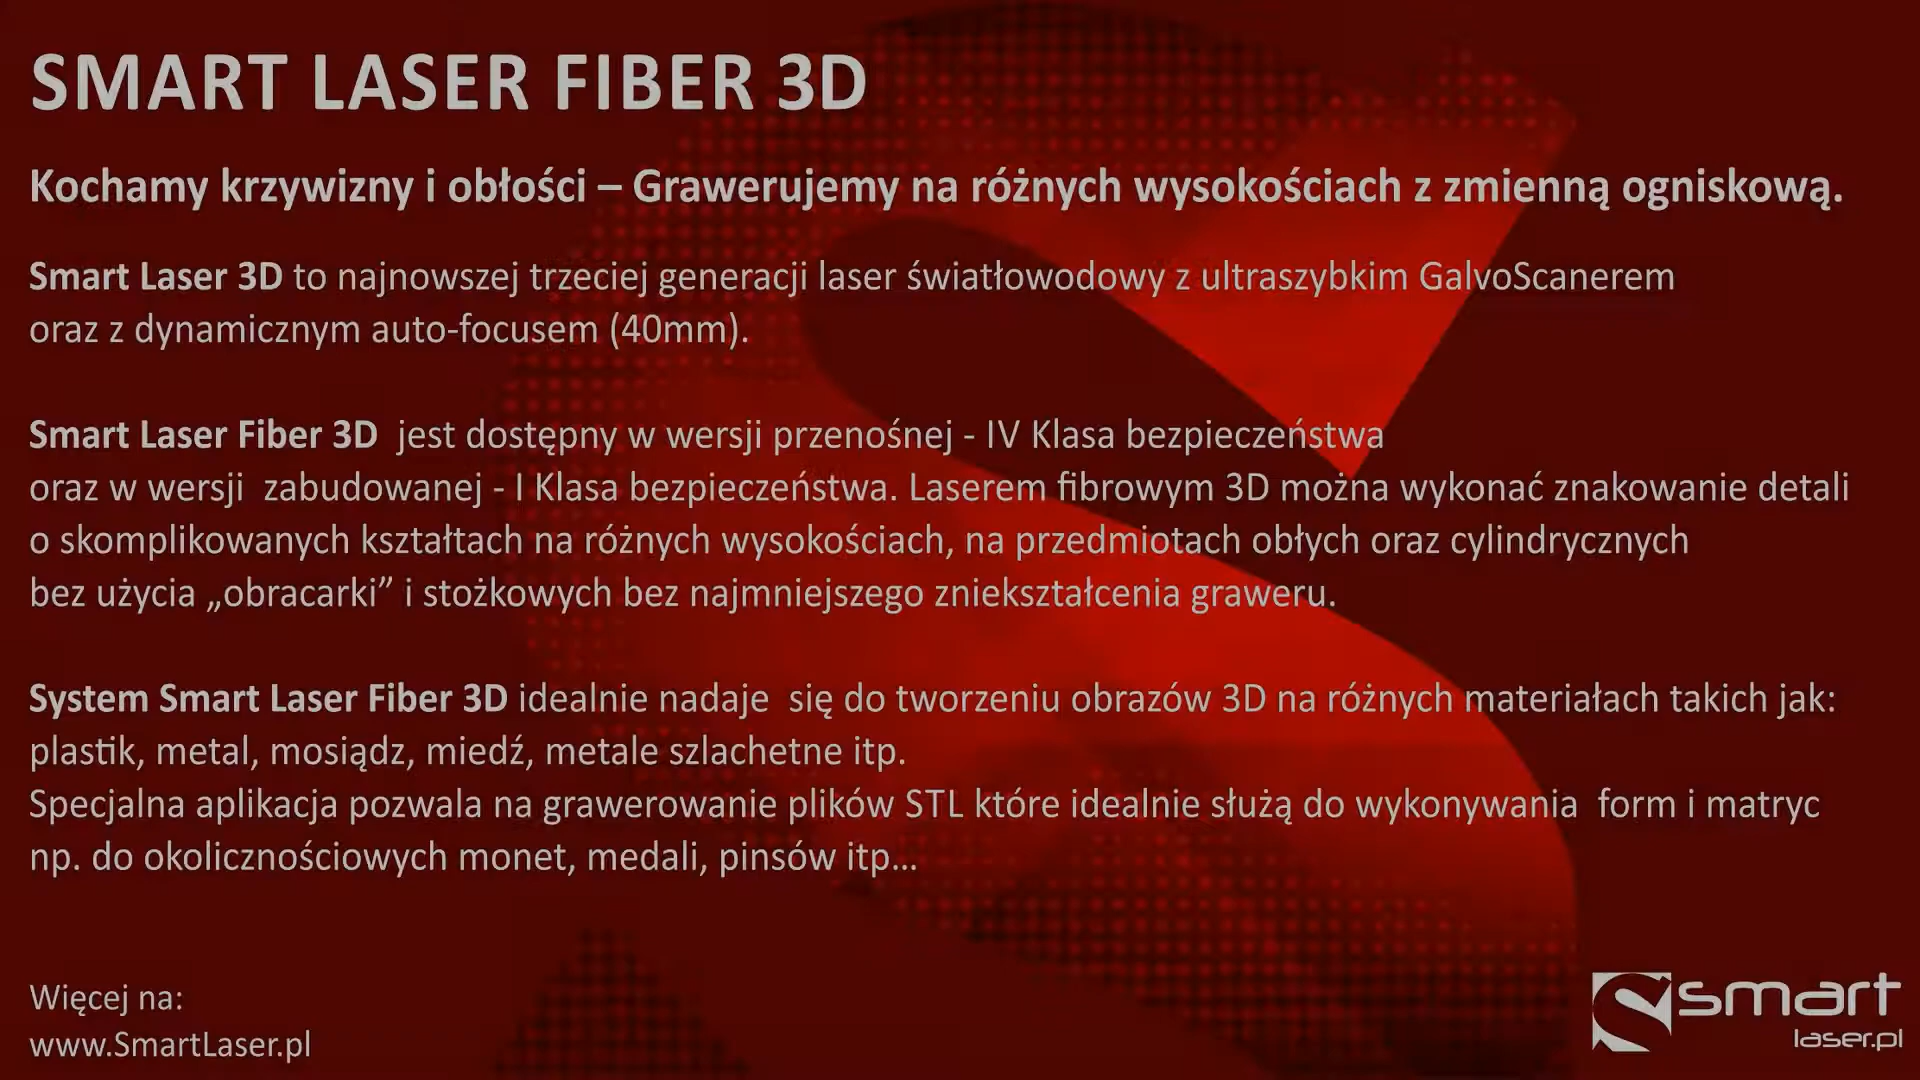 SMART LASER FIBER 3D
Kochamy krzywizny i obłości – Grawerujemy na różnych wysokościach z zmienną ogniskową.
Smart Laser 3D to najnowszej trzeciej generacji laser światłowodowy z ultraszybkim GalvoScanerem
oraz z dynamicznym auto-focusem (40mm).
Smart Laser Fiber 3D jest dostępny w wersji przenośnej - IV Klasa bezpieczeństwa
oraz w wersji zabudowanej - I Klasa bezpieczeństwa. Laserem fibrowym 3D można wykonać znakowanie detali
o skomplikowanych kształtach na różnych wysokościach, na przedmiotach obłych oraz cylindrycznych
bez użycia „obracarki” i stożkowych bez najmniejszego zniekształcenia graweru.
System Smart Laser Fiber 3D idealnie nadaje się do tworzeniu obrazów 3D na różnych materiałach takich jak:
plastik, metal, mosiądz, miedź, metale szlachetne itp.
Specjalna aplikacja pozwala na grawerowanie plików STL które idealnie służą do wykonywania form i matryc
np. do okolicznościowych monet, medali, pinsów itp...
Więcej na:
www.SmartLaser.pl
smart
laser.pl